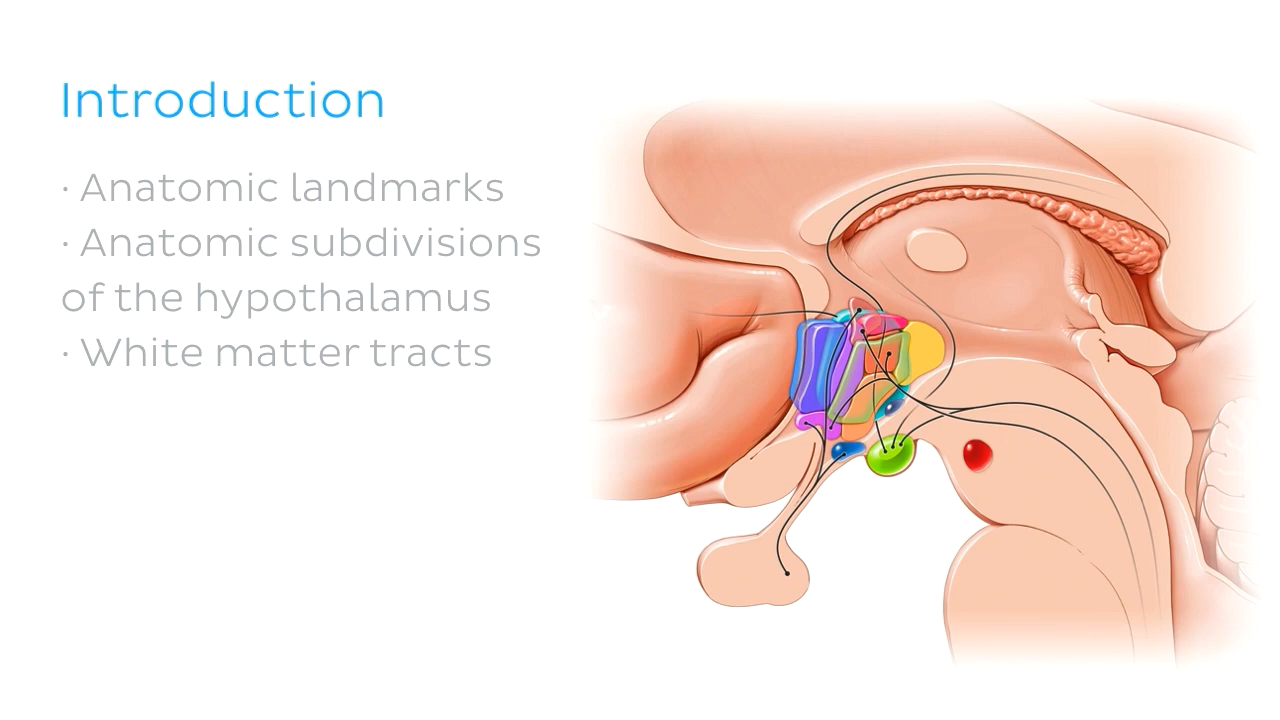 Introduction
· Anatomic landmarks
· Anatomic subdivisions
of the hypothalamus
· White matter tracts